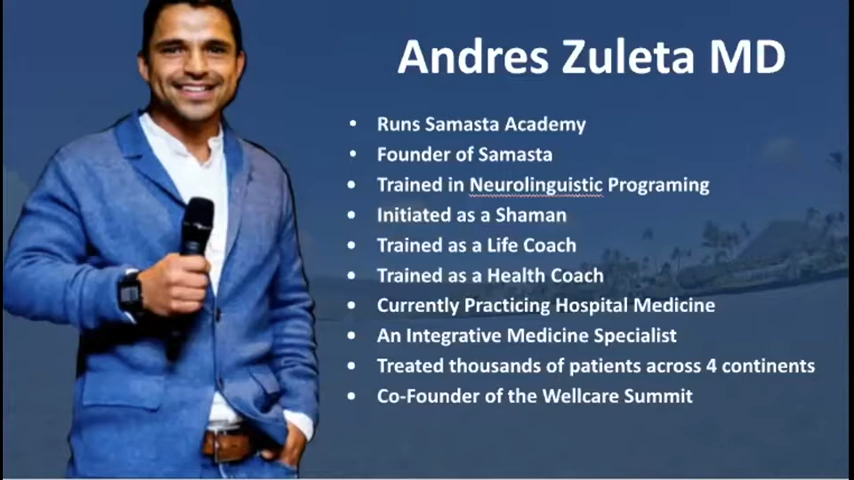 Andres Zuleta MD
• Runs Samasta Academy
• Founder of Samasta
• Trained in Neurolinguistic Programing
• Initiated as a Shaman
• Trained as a Life Coach
• Trained as a Health Coach
• Currently Practicing Hospital Medicine
• An Integrative Medicine Specialist
• Treated thousands of patients across 4 continents
• Co-Founder of the Wellcare Summit